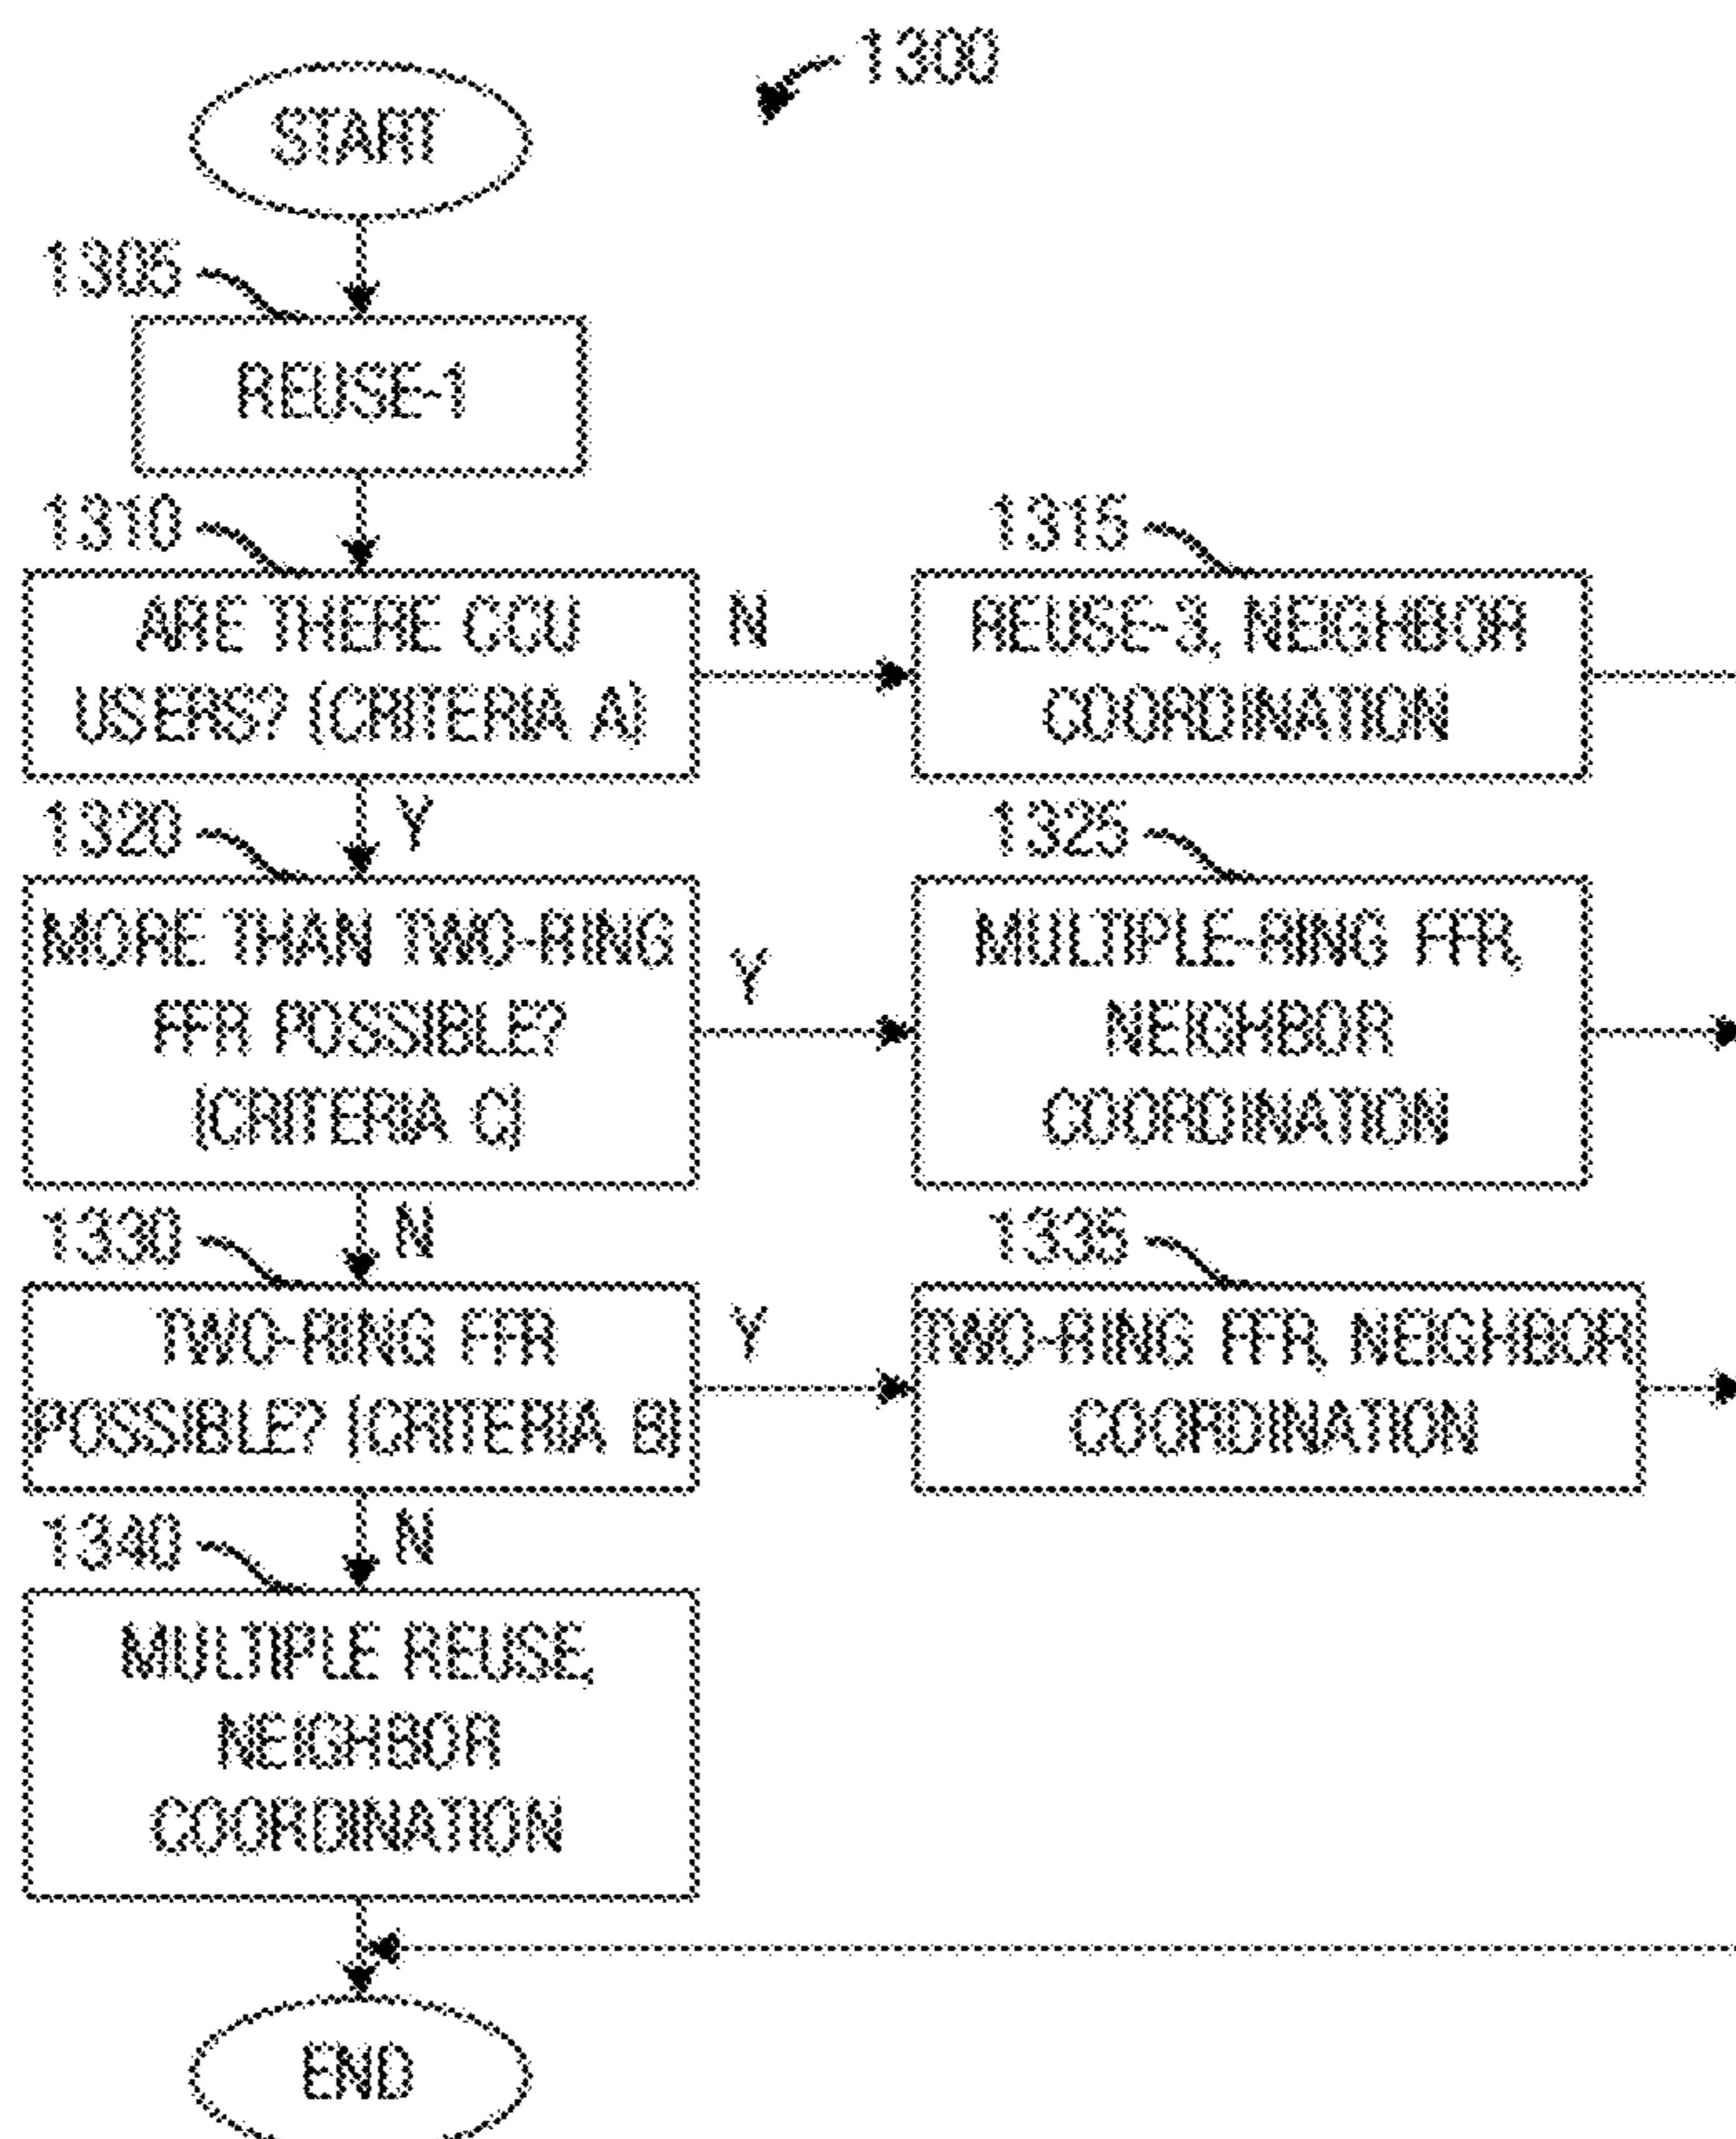 1300
START
1305
REUSE-1
1310
ARE THERE CCU
USERS? (CRITERIA A)
N
1315
REUSE-3, NEIGHBOR
COORDINATION
Y
1320
MORE THAN TWO-RING
FFR POSSIBLE?
(CRITERIA C)
Y
1325
MULTIPLE-RING FFR,
NEIGHBOR
COORDINATION
N
1330
TWO-RING FFR
POSSIBLE? (CRITERIA B)
Y
1335
TWO-RING FFR, NEIGHBOR
COORDINATION
N
1340
MULTIPLE REUSE,
NEIGHBOR
COORDINATION
END